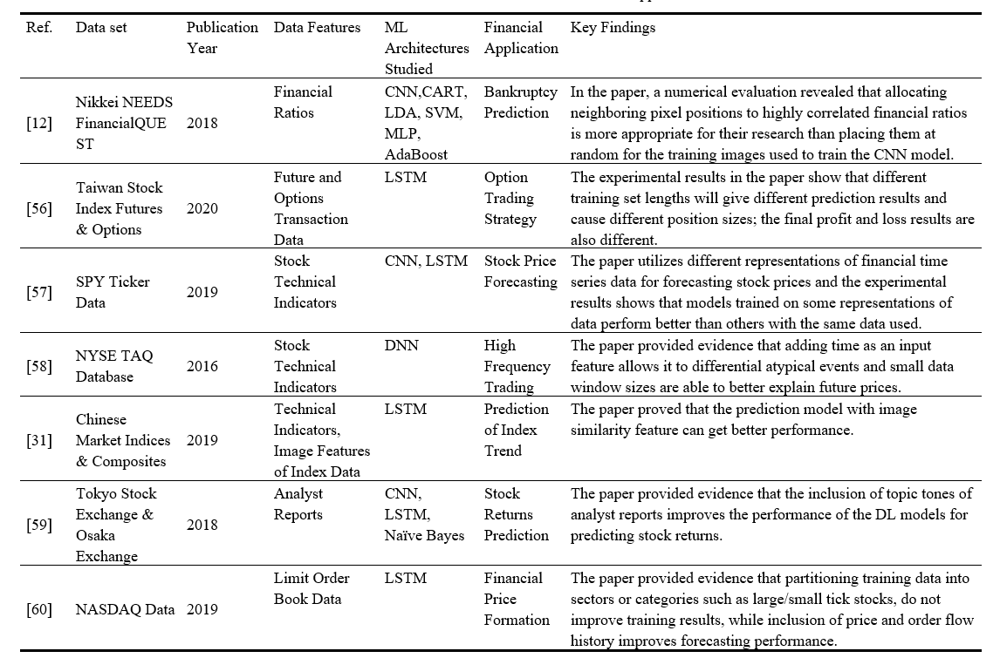 Ref.
Data set
Publication
Year
Data Features
ML
Architectures
Studied
Financial
Application
Key Findings
[12]
Nikkei NEEDS
FinancialQUE
ST
2018
Financial
Ratios
CNN,CART,
LDA, SVM,
MLP,
AdaBoost
Bankruptcy
Prediction
In the paper, a numerical evaluation revealed that allocating
neighboring pixel positions to highly correlated financial ratios
is more appropriate for their research than placing them at
random for the training images used to train the CNN model.
[56]
Taiwan Stock
Index Futures
& Options
2020
Future and
Options
Transaction
Data
LSTM
Option
Trading
Strategy
The experimental results in the paper show that different
training set lengths will give different prediction results and
cause different position sizes; the final profit and loss results are
also different.
[57]
SPY Ticker
Data
2019
Stock
Technical
Indicators
CNN, LSTM
Stock Price
Forecasting
The paper utilizes different representations of financial time
series data for forecasting stock prices and the experimental
results shows that models trained on some representations of
data perform better than others with the same data used.
[58]
NYSE TAQ
Database
2016
Stock
Technical
Indicators
DNN
High
Frequency
Trading
The paper provided evidence that adding time as an input
feature allows it to differential atypical events and small data
window sizes are able to better explain future prices.
[31]
Chinese
Market Indices
& Composites
2019
Technical
Indicators,
Image Features
of Index Data
LSTM
Prediction
of Index
Trend
The paper proved that the prediction model with image
similarity feature can get better performance.
[59]
Tokyo Stock
Exchange &
Osaka
Exchange
2018
Analyst
Reports
CNN,
LSTM,
Naïve Bayes
Stock
Returns
Prediction
The paper provided evidence that the inclusion of topic tones of
analyst reports improves the performance of the DL models for
predicting stock returns.
[60]
NASDAQ Data
2019
Limit Order
Book Data
LSTM
Financial
Price
Formation
The paper provided evidence that partitioning training data into
sectors or categories such as large/small tick stocks, do not
improve training results, while inclusion of price and order flow
history improves forecasting performance.